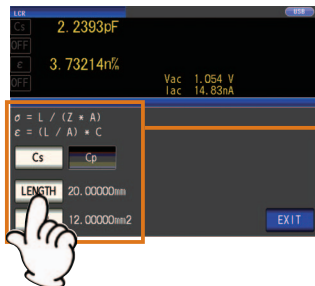 LCR
USB
Cs 2.2393pF
OFF
ε 3.73214n%
OFF
Vac 1.054 V
Iac 14.83nA
σ = L / (Z * A)
ε = (L / A) * C
Cs Cp
LENGTH 20.00000mm
12.00000mm2
EXIT